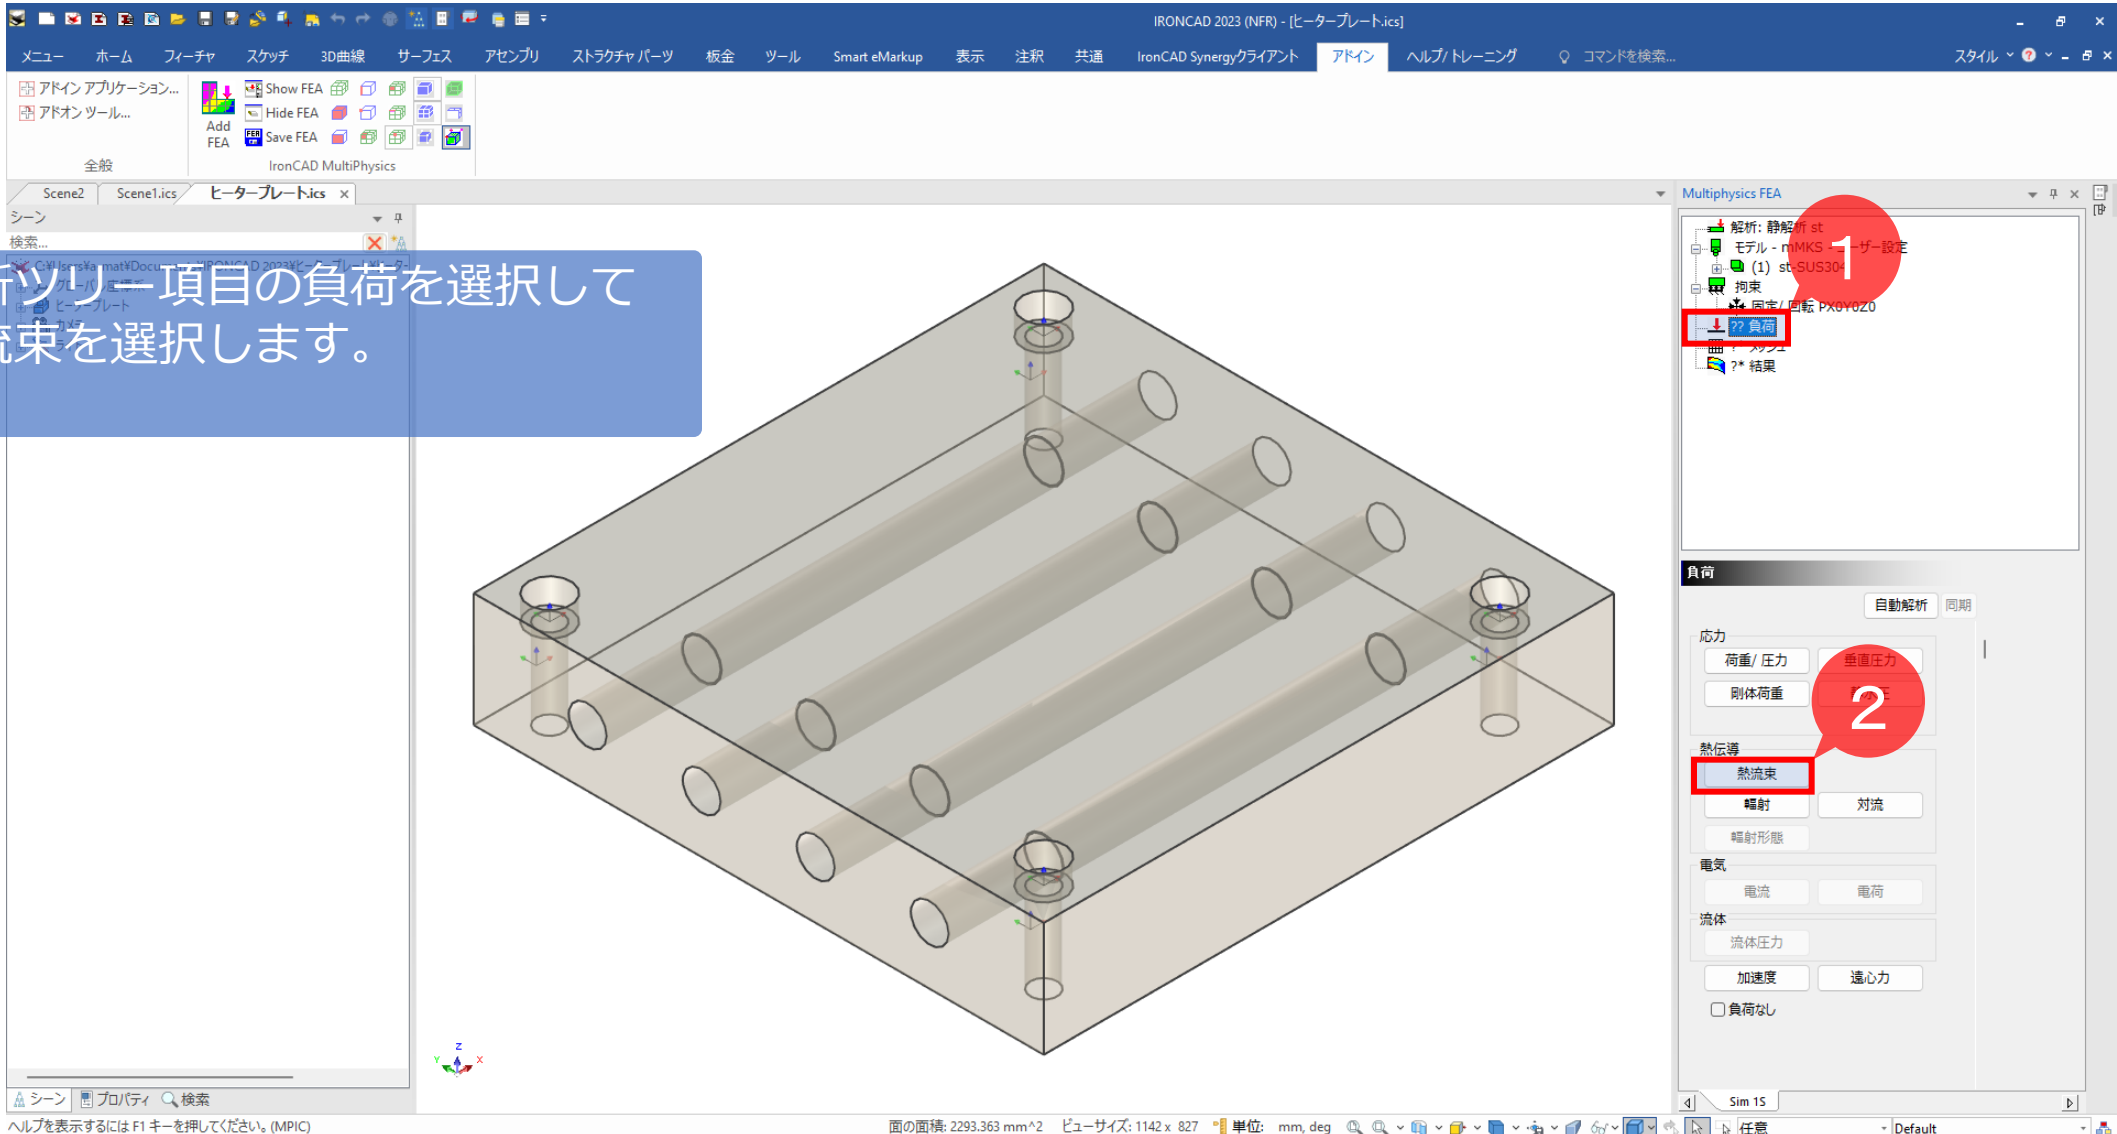 IRONCAD 2023 (NFR) - [ヒータープレート.ics]
メニュー ホーム フィーチャ スケッチ 3D曲線 サーフェス アセンブリ ストラクチャ パーツ 板金 ツール Smart eMarkup 表示 注釈 共通 IronCAD Synergyクライアント アドイン ヘルプ/トレーニング コマンドを検索... スタイル
アドイン アプリケーション...
アドオン ツール...
全般
Add FEA
Show FEA
Hide FEA
Save FEA
IronCAD MultiPhysics
Scene2 Scene1.ics ヒータープレート.ics
シーン
検索...
ツリー項目の負荷を選択して
束を選択します。
ヒータープレート
カメラ
Multiphysics FEA
解析: 静解析 st
モデル - mMKS - ユーザー設定
(1) st-SUS304
拘束
固定/ 回転 PX0Y0Z0
?? 負荷
?* メッシュ
?* 結果
1
負荷
自動解析 同期
応力
荷重/ 圧力 垂直圧力
剛体荷重
2
熱伝導
熱流束
輻射 対流
輻射形態
電気
電流 電荷
流体
流体圧力
加速度 遠心力
負荷なし
Z
Y
X
シーン プロパティ 検索
Sim 1S
ヘルプを表示するには F1 キーを押してください。(MPIC)
面の面積: 2293.363 mm^2 ビューサイズ: 1142 x 827 単位: mm, deg 任意 Default